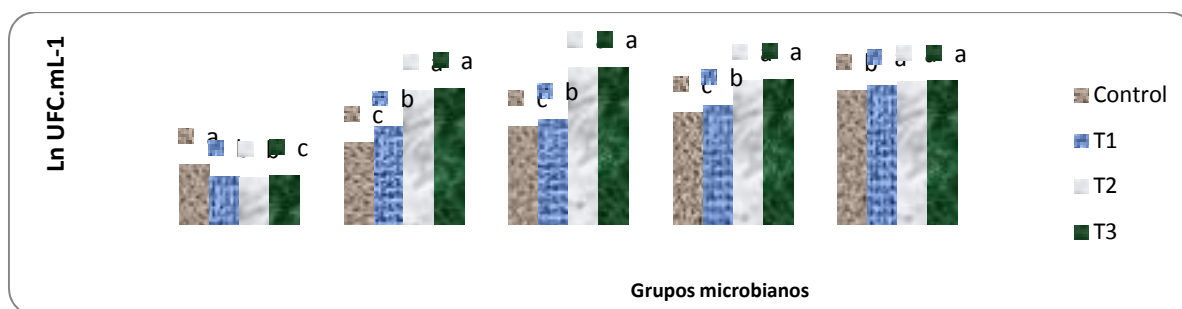 Ln UFC.mL-1
a b b c
c b a a
c b a a
c b a a
b a a a
Control
T1
T2
T3
Grupos microbianos